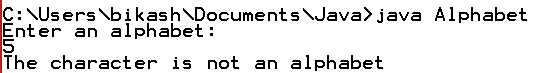 C:\Users\bikash\Documents\Java>java Alphabet
Enter an alphabet:
5
The character is not an alphabet